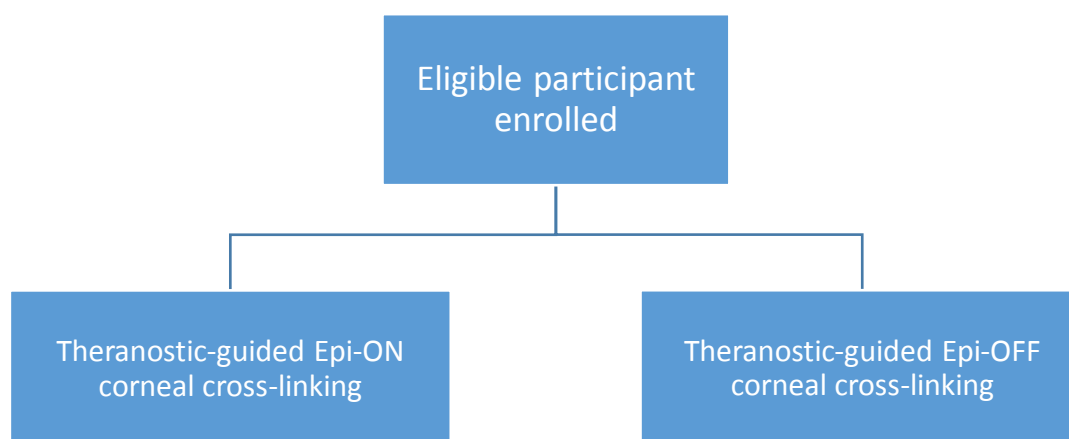 Eligible participant
enrolled
Theranostic-guided Epi-ON
corneal cross-linking
Theranostic-guided Epi-OFF
corneal cross-linking